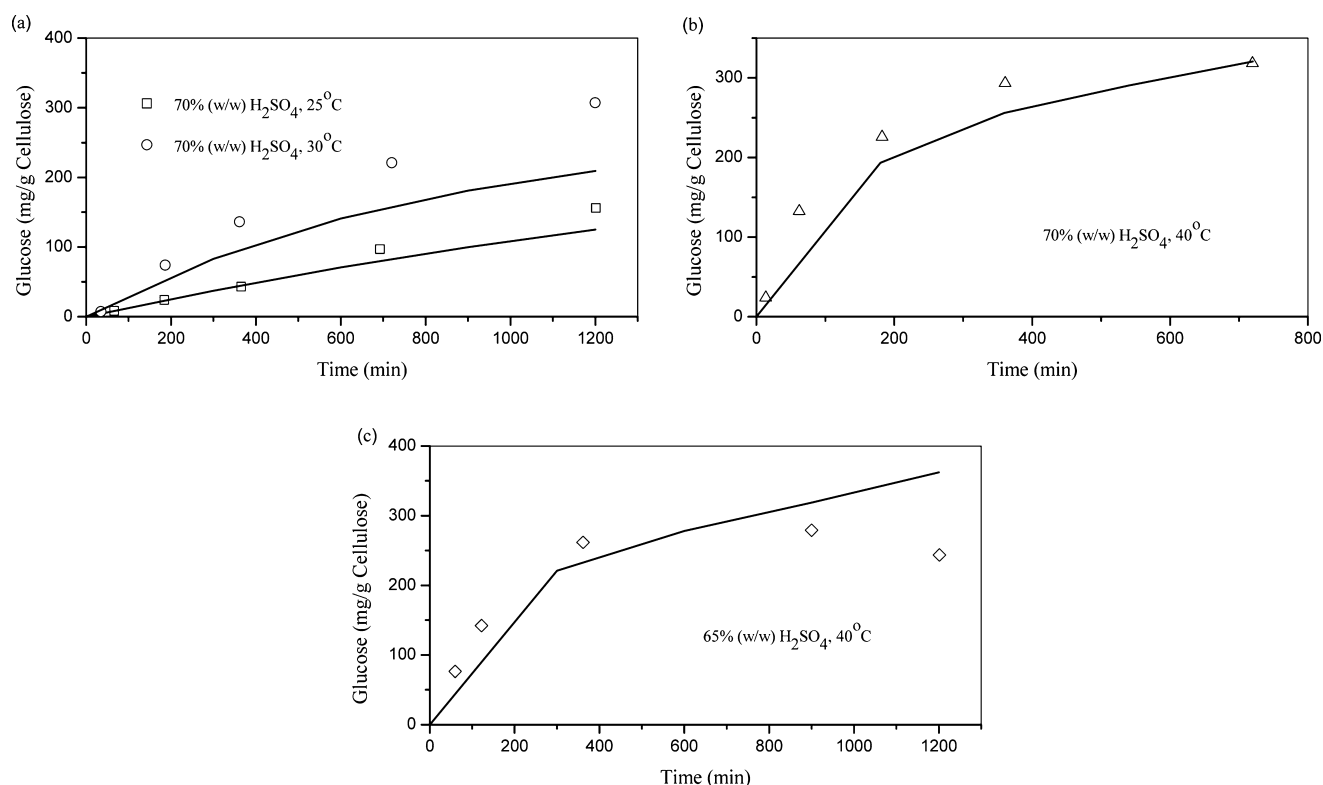 (a)
400
300
200
100
0
Glucose (mg/g Cellulose)
70% (w/w) H₂SO₄, 25°C
70% (w/w) H₂SO₄, 30°C
0 200 400 600 800 1000 1200
Time (min)
(b)
300
200
100
0
Glucose (mg/g Cellulose)
70% (w/w) H₂SO₄, 40°C
0 200 400 600 800
Time (min)
(c)
400
300
200
100
0
Glucose (mg/g Cellulose)
65% (w/w) H₂SO₄, 40°C
0 200 400 600 800 1000 1200
Time (min)